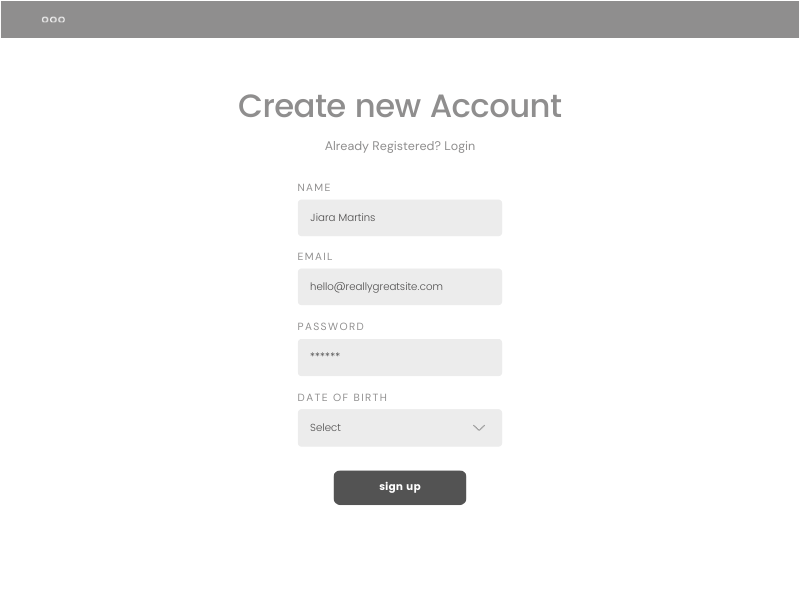 Create new Account
Already Registered? Login
NAME
Jiara Martins
EMAIL
hello@reallygreatsite.com
PASSWORD
******
DATE OF BIRTH
Select
sign up